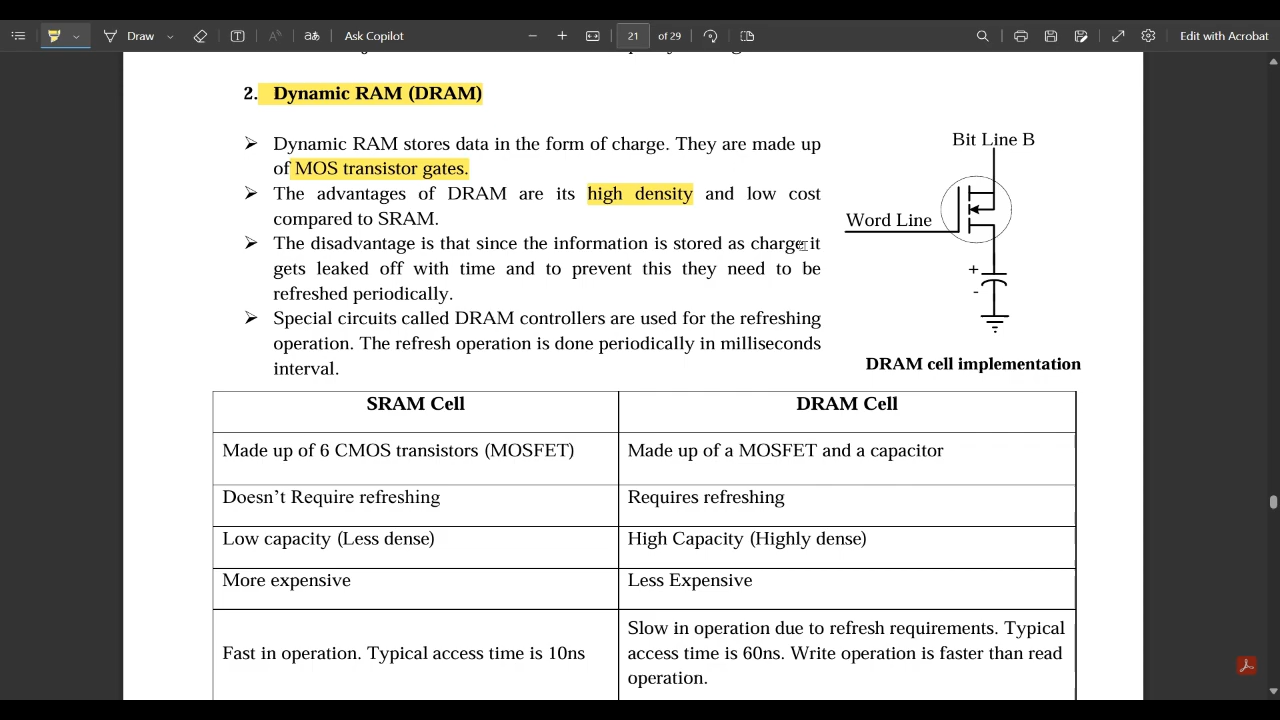 Draw
Ask Copilot
21
of 29
Edit with Acrobat
2. Dynamic RAM (DRAM)
➢ Dynamic RAM stores data in the form of charge. They are made up
of MOS transistor gates.
➢ The advantages of DRAM are its high density and low cost
compared to SRAM.
➢ The disadvantage is that since the information is stored as charge it
gets leaked off with time and to prevent this they need to be
refreshed periodically.
➢ Special circuits called DRAM controllers are used for the refreshing
operation. The refresh operation is done periodically in milliseconds
interval.
Bit Line B
Word Line
+
-
DRAM cell implementation
SRAM Cell
DRAM Cell
Made up of 6 CMOS transistors (MOSFET)
Made up of a MOSFET and a capacitor
Doesn't Require refreshing
Requires refreshing
Low capacity (Less dense)
High Capacity (Highly dense)
More expensive
Less Expensive
Fast in operation. Typical access time is 10ns
Slow in operation due to refresh requirements. Typical
access time is 60ns. Write operation is faster than read
operation.